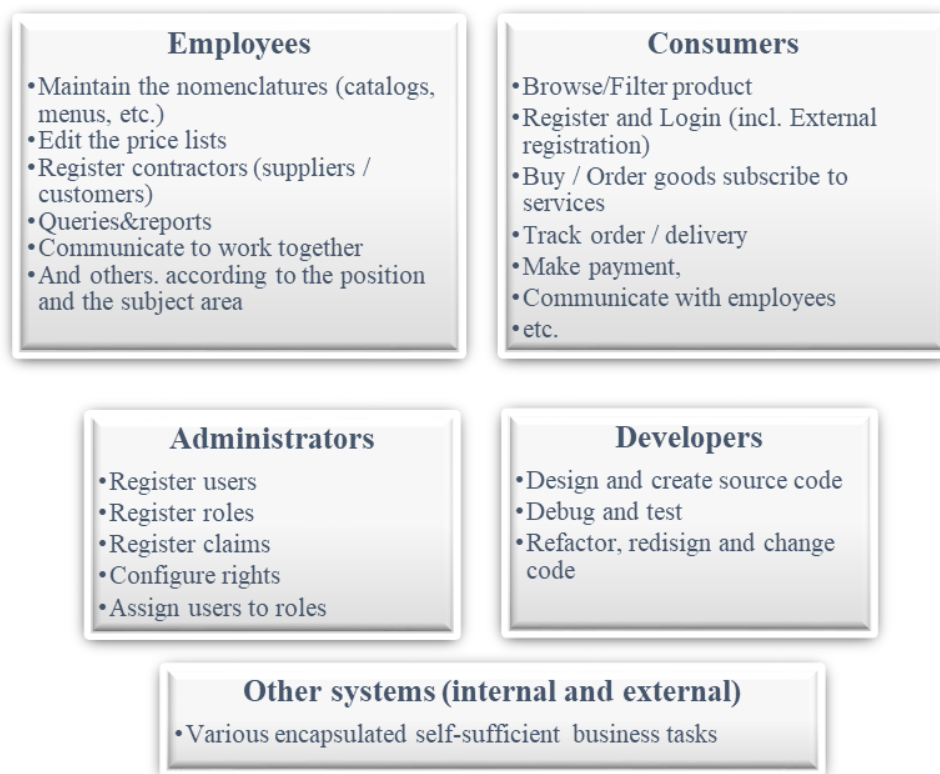 Employees
•Maintain the nomenclatures (catalogs,
menus, etc.)
•Edit the price lists
•Register contractors (suppliers /
customers)
•Queries&reports
•Communicate to work together
•And others. according to the position
and the subject area
Consumers
•Browse/Filter product
•Register and Login (incl. External
registration)
•Buy / Order goods subscribe to
services
•Track order / delivery
•Make payment,
•Communicate with employees
•etc.
Administrators
•Register users
•Register roles
•Register claims
•Configure rights
•Assign users to roles
Developers
•Design and create source code
•Debug and test
•Refactor, redisign and change
code
Other systems (internal and external)
•Various encapsulated self-sufficient business tasks